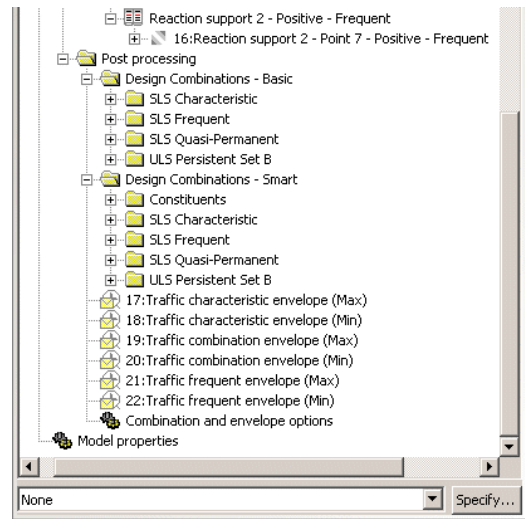 Reaction support 2 - Positive - Frequent
16:Reaction support 2 - Point 7 - Positive - Frequent
Post processing
Design Combinations - Basic
SLS Characteristic
SLS Frequent
SLS Quasi-Permanent
ULS Persistent Set B
Design Combinations - Smart
Constituents
SLS Characteristic
SLS Frequent
SLS Quasi-Permanent
ULS Persistent Set B
17:Traffic characteristic envelope (Max)
18:Traffic characteristic envelope (Min)
19:Traffic combination envelope (Max)
20:Traffic combination envelope (Min)
21:Traffic frequent envelope (Max)
22:Traffic frequent envelope (Min)
Combination and envelope options
Model properties
None
Specify...